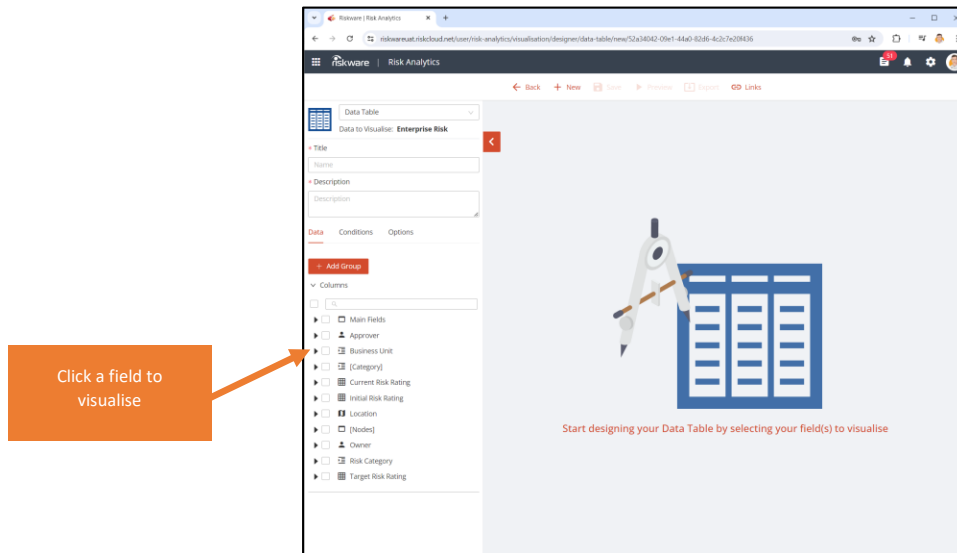 Riskware | Risk Analytics
riskwareuat.riskcloud.net/user/risk-analytics/visualisation/designer/data-table/new/52a34042-09e1-44a0-82d6-4c2c7e20f436
riskware | Risk Analytics
51
Back New Save Preview Export Links
Data Table
Data to Visualise: Enterprise Risk
* Title
Name
* Description
Description
Data Conditions Options
+ Add Group
Columns
Main Fields
Approver
Business Unit
[Category]
Current Risk Rating
Initial Risk Rating
Location
[Nodes]
Owner
Risk Category
Target Risk Rating
Click a field to
visualise
Start designing your Data Table by selecting your field(s) to visualise